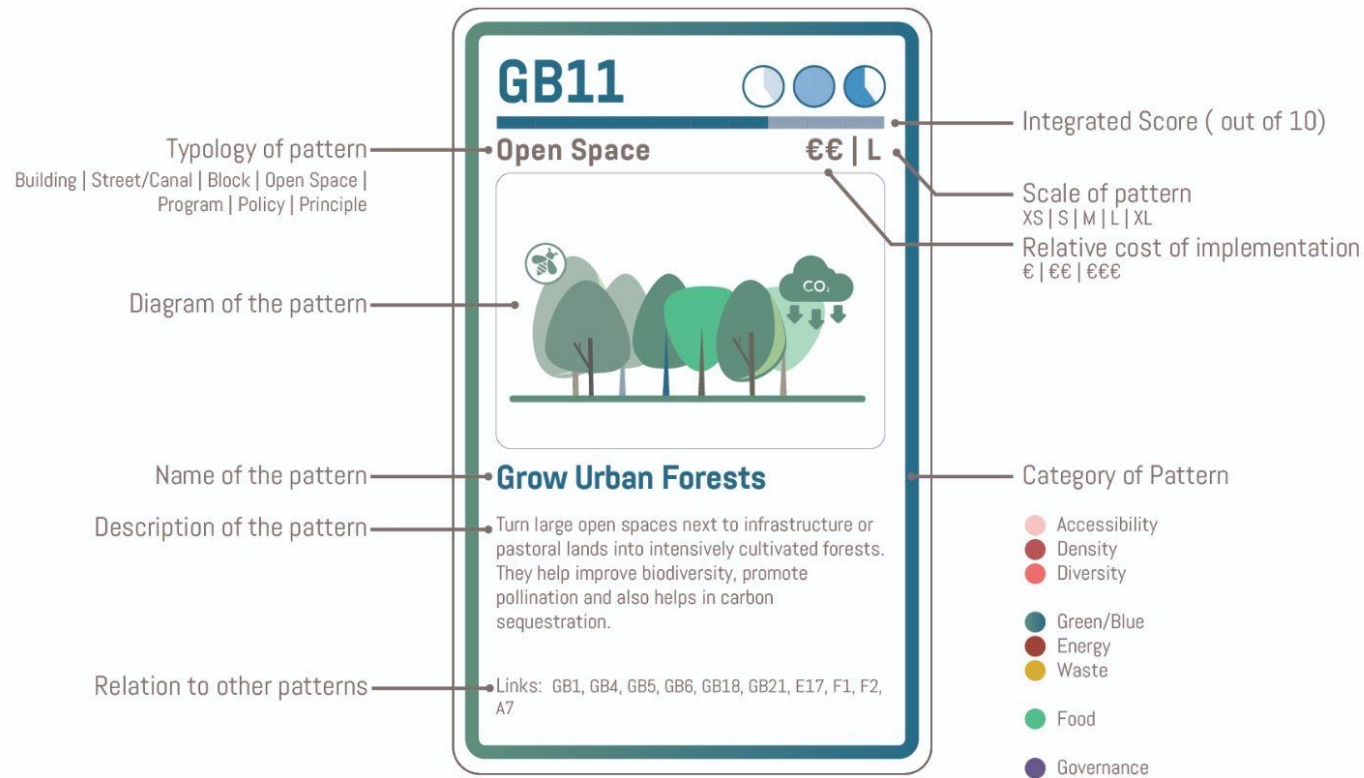 GB11
Open Space
€€ | L
CO₂
Grow Urban Forests
Turn large open spaces next to infrastructure or
pastoral lands into intensively cultivated forests.
They help improve biodiversity, promote
pollination and also helps in carbon
sequestration.
Links: GB1, GB4, GB5, GB6, GB18, GB21, E17, F1, F2,
A7
Typology of pattern
Building | Street/Canal | Block | Open Space |
Program | Policy | Principle
Diagram of the pattern
Name of the pattern
Description of the pattern
Relation to other patterns
Integrated Score ( out of 10)
Scale of pattern
XS | S | M | L | XL
Relative cost of implementation
€ | €€ | €€€
Category of Pattern
Accessibility
Density
Diversity
Green/Blue
Energy
Waste
Food
Governance